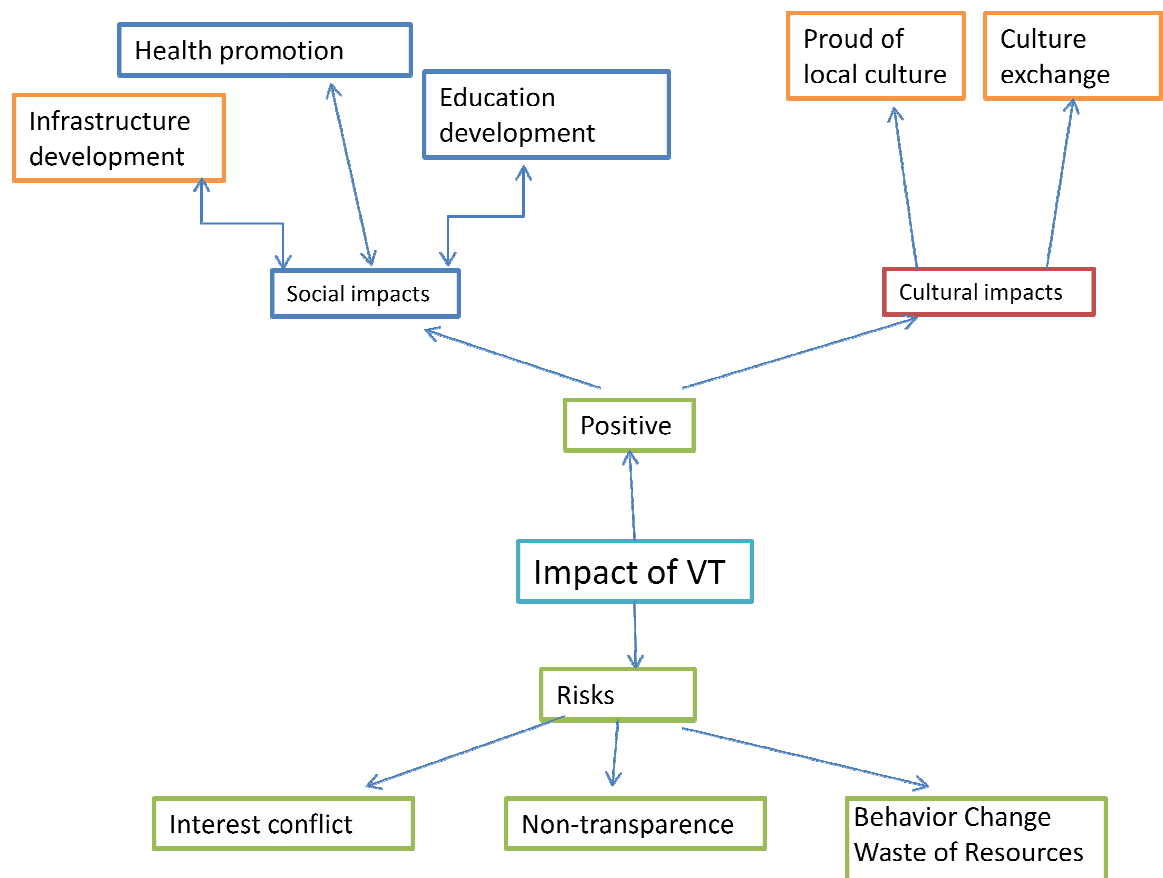 Health promotion
Infrastructure
development
Education
development
Proud of
local culture
Culture
exchange
Social impacts
Cultural impacts
Positive
Impact of VT
Risks
Interest conflict
Non-transparence
Behavior Change
Waste of Resources